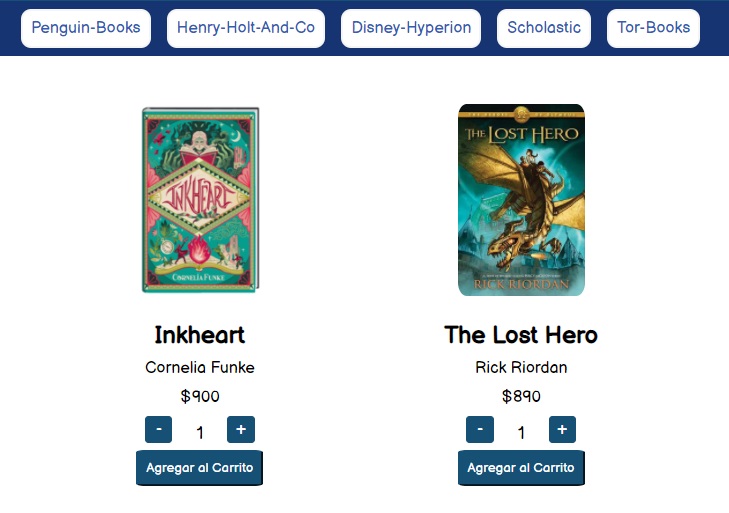 Penguin-Books Henry-Holt-And-Co Disney-Hyperion Scholastic Tor-Books
INKHEART
CORNELIA FUNKE
THE LOST HERO
RICK RIORDAN
Inkheart
Cornelia Funke
$900
- 1 +
Agregar al Carrito
The Lost Hero
Rick Riordan
$890
- 1 +
Agregar al Carrito